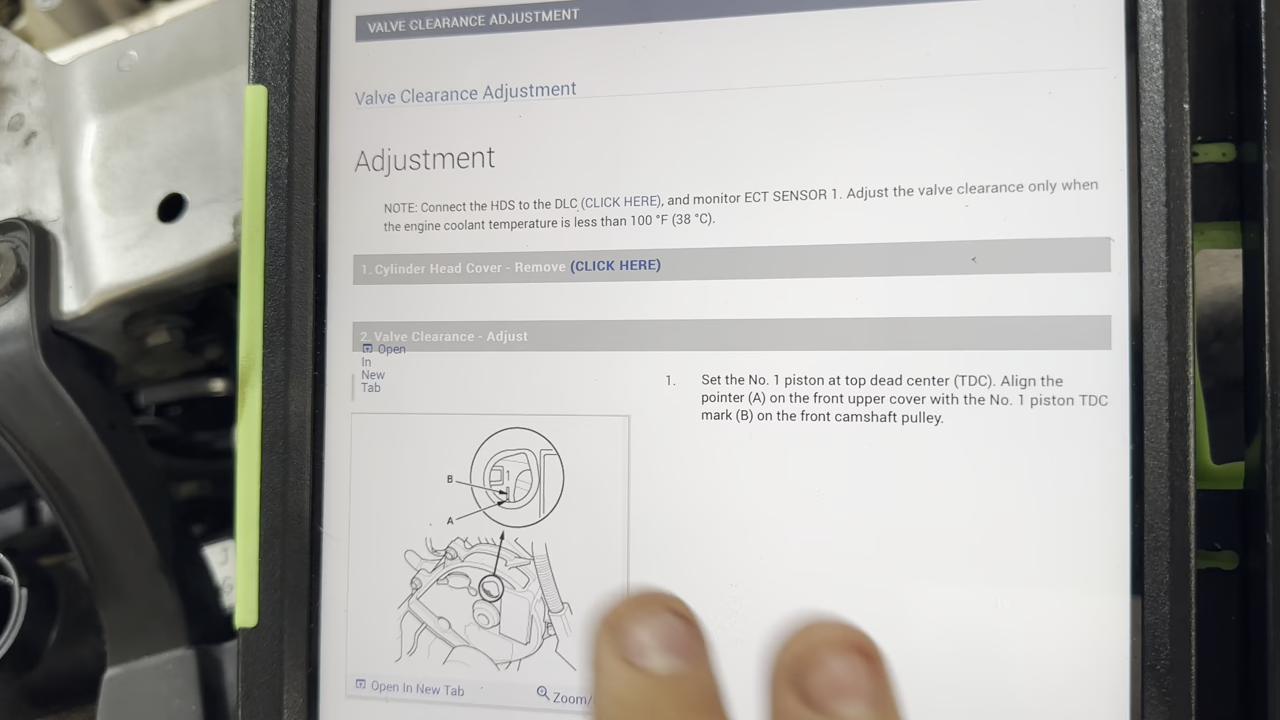 VALVE CLEARANCE ADJUSTMENT
Valve Clearance Adjustment
Adjustment
NOTE: Connect the HDS to the DLC (CLICK HERE), and monitor ECT SENSOR 1. Adjust the valve clearance only when
the engine coolant temperature is less than 100 °F (38 °C).
1. Cylinder Head Cover - Remove (CLICK HERE)
2. Valve Clearance - Adjust
Open
In
New
Tab
1. Set the No. 1 piston at top dead center (TDC). Align the
pointer (A) on the front upper cover with the No. 1 piston TDC
mark (B) on the front camshaft pulley.
B
A
Open In New Tab
Zoom/